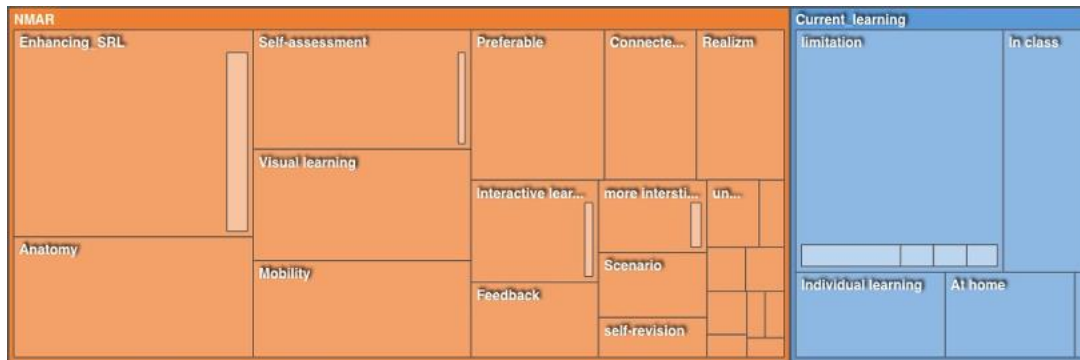 NMAR
Enhancing_SRL
Self-assessment
Preferable
Connecte...
Realizm
Visual learning
Interactive lear...
more intersti...
un...
Anatomy
Mobility
Scenario
Feedback
self-revision
Current_learning
limitation
In class
Individual learning
At home